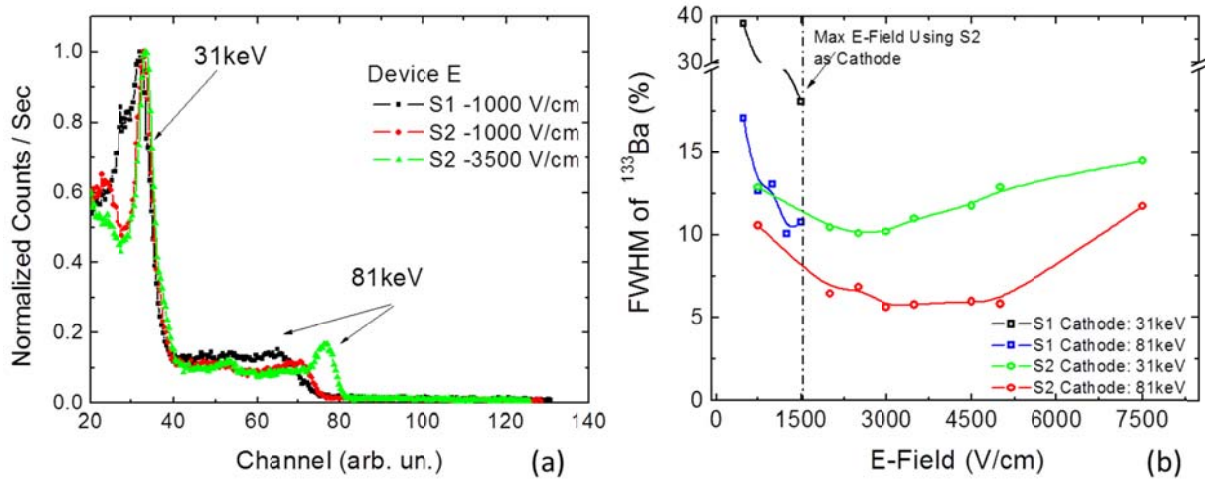 Normalized Counts / Sec
1.0
0.8
0.6
0.4
0.2
0.0
20
40
60
80
100
120
140
Channel (arb. un.)
(a)
31keV
81keV
Device E
S1 -1000 V/cm
S2 -1000 V/cm
S2 -3500 V/cm
FWHM of ¹³³Ba (%)
40
30
15
10
5
0
0
1500
3000
4500
6000
7500
E-Field (V/cm)
(b)
Max E-Field Using S2
as Cathode
S1 Cathode: 31keV
S1 Cathode: 81keV
S2 Cathode: 31keV
S2 Cathode: 81keV